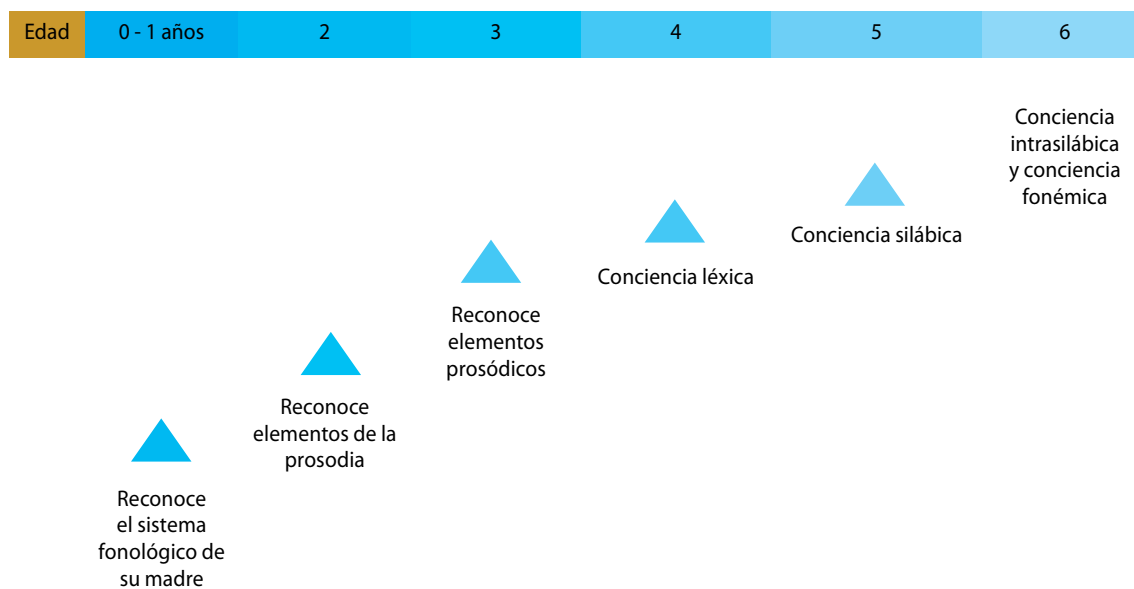 Edad 0 - 1 años 2 3 4 5 6
Reconoce
el sistema
fonológico de
su madre
Reconoce
elementos de la
prosodia
Reconoce
elementos
prosódicos
Conciencia léxica
Conciencia silábica
Conciencia
intrasilábica
y conciencia
fonémica